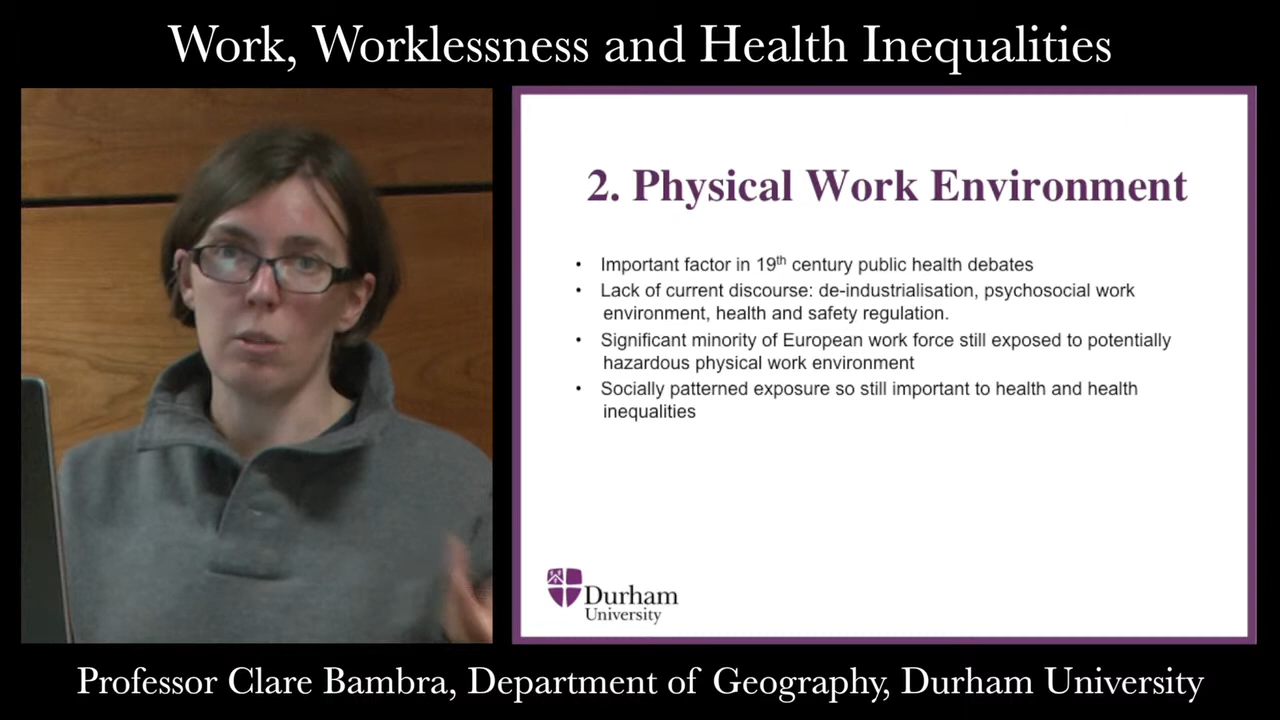 Work, Worklessness and Health Inequalities
2. Physical Work Environment
• Important factor in 19th century public health debates
• Lack of current discourse: de-industrialisation, psychosocial work
environment, health and safety regulation.
• Significant minority of European work force still exposed to potentially
hazardous physical work environment
• Socially patterned exposure so still important to health and health
inequalities
Durham
University
Professor Clare Bambra, Department of Geography, Durham University